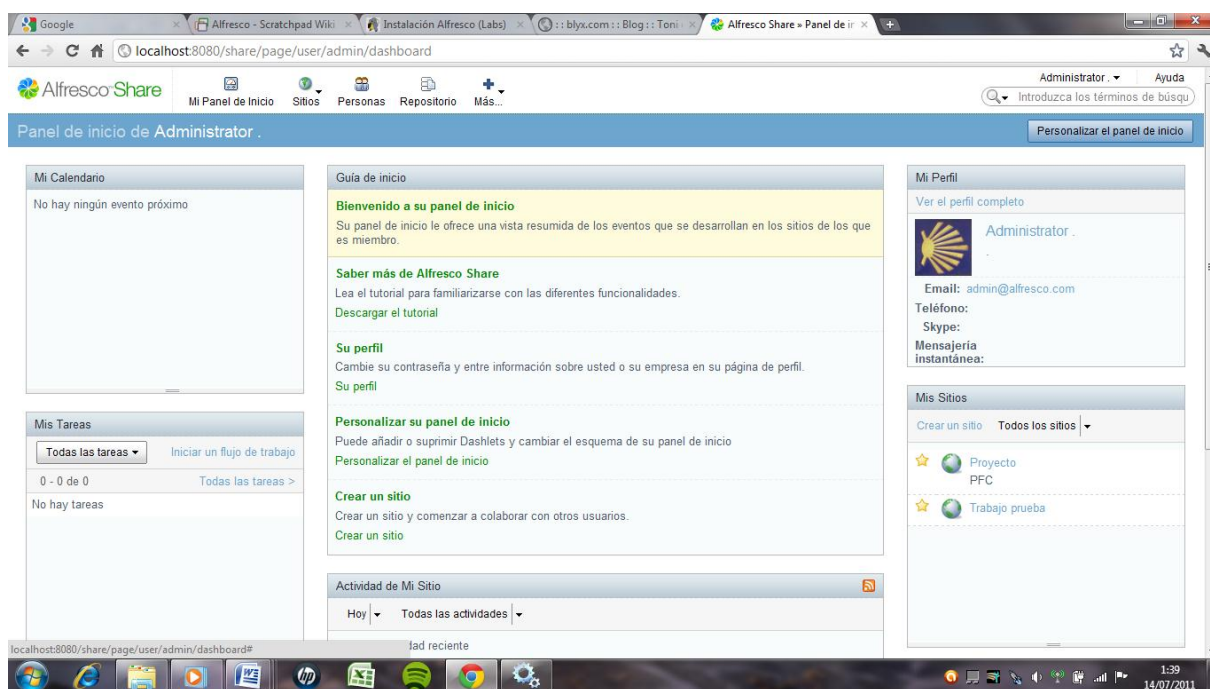 Google
Alfresco - Scratchpad Wiki
Instalación Alfresco (Labs)
:: blyx.com :: Blog :: Toni
Alfresco Share » Panel de in
localhost:8080/share/page/user/admin/dashboard
Alfresco Share
Mi Panel de Inicio
Sitios
Personas
Repositorio
Más...
Administrator .
Ayuda
Introduzca los términos de búsqu
Panel de inicio de Administrator .
Personalizar el panel de inicio
Mi Calendario
No hay ningún evento próximo
Mis Tareas
Todas las tareas
Iniciar un flujo de trabajo
0 - 0 de 0
Todas las tareas >
No hay tareas
Guía de inicio
Bienvenido a su panel de inicio
Su panel de inicio le ofrece una vista resumida de los eventos que se desarrollan en los sitios de los que
es miembro.
Saber más de Alfresco Share
Lea el tutorial para familiarizarse con las diferentes funcionalidades.
Descargar el tutorial
Su perfil
Cambie su contraseña y entre información sobre usted o su empresa en su página de perfil.
Su perfil
Personalizar su panel de inicio
Puede añadir o suprimir Dashlets y cambiar el esquema de su panel de inicio
Personalizar el panel de inicio
Crear un sitio
Crear un sitio y comenzar a colaborar con otros usuarios.
Crear un sitio
Actividad de Mi Sitio
Hoy
Todas las actividades
dad reciente
Mi Perfil
Ver el perfil completo
Administrator .
.
Email: admin@alfresco.com
Teléfono:
Skype:
Mensajería
instantánea:
Mis Sitios
Crear un sitio
Todos los sitios
Proyecto
PFC
Trabajo prueba
localhost:8080/share/page/user/admin/dashboard#
hp
1:39
14/07/2011